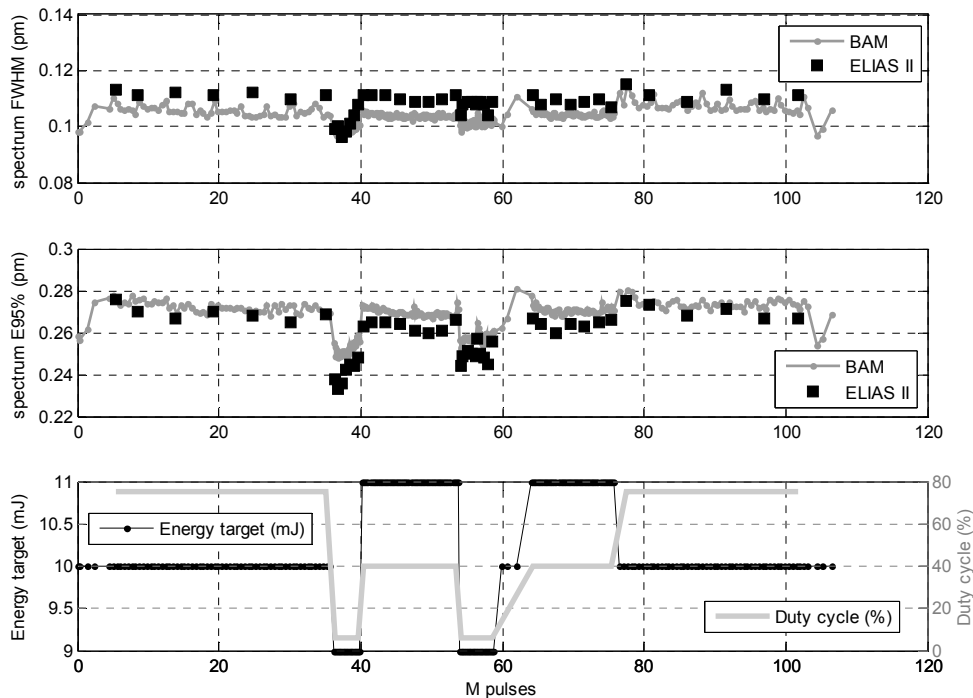 0.14
0.12
0.1
0.08
spectrum FWHM (pm)
BAM
ELIAS II
0 20 40 60 80 100 120
0.3
0.28
0.26
0.24
0.22
spectrum E95% (pm)
BAM
ELIAS II
0 20 40 60 80 100 120
11
10.5
10
9.5
9
Energy target (mJ)
Energy target (mJ)
Duty cycle (%)
80
60
40
20
0
Duty cycle (%)
0 20 40 60 80 100 120
M pulses